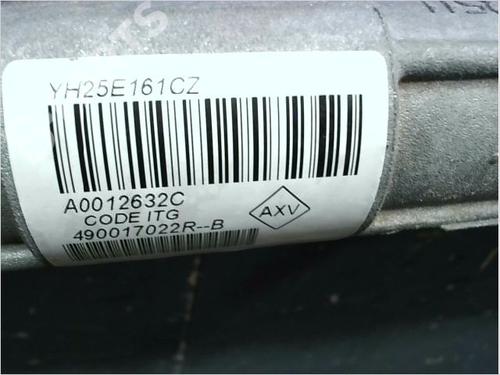 YH25E161CZ
A0012632C
CODE ITG
490017022R--B
AXV